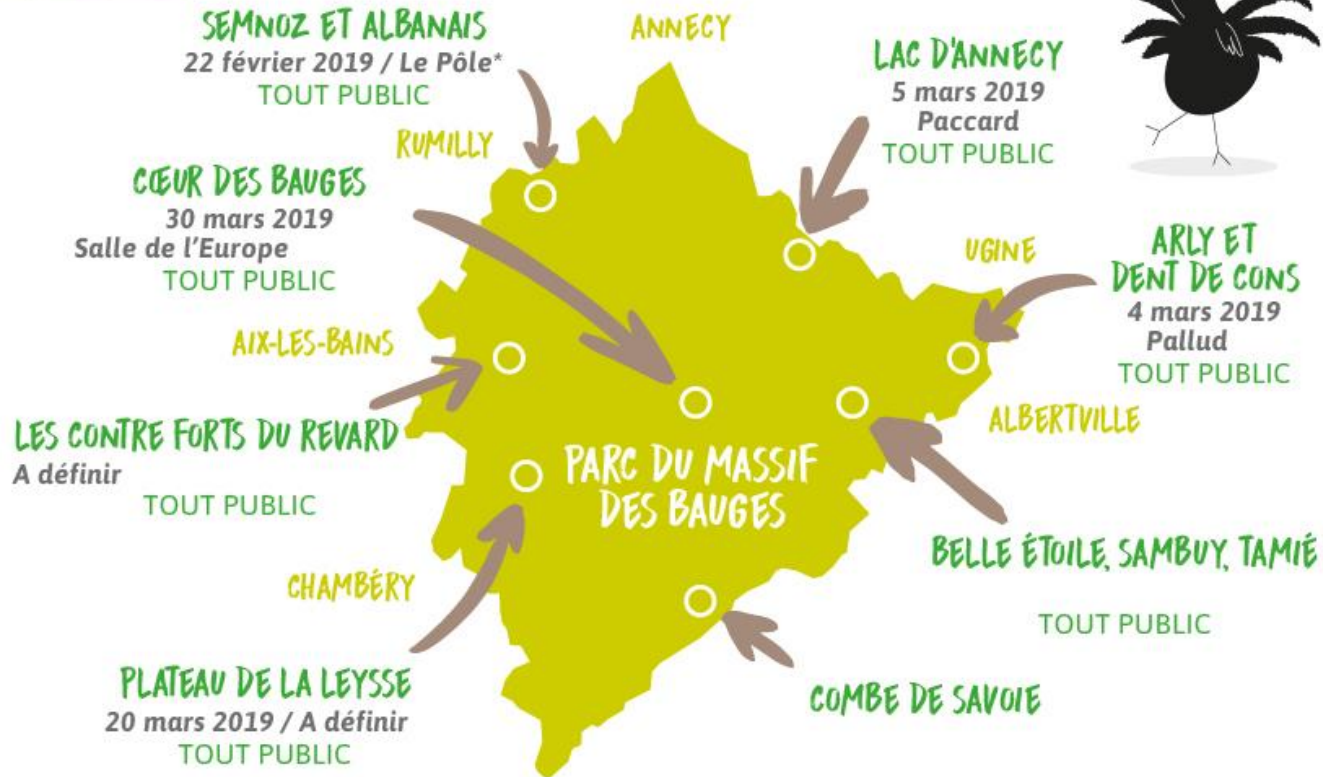 SEMNOZ ET ALBANAIS
22 février 2019 / Le Pôle*
TOUT PUBLIC
ANNECY
LAC D'ANNECY
5 mars 2019
Paccard
TOUT PUBLIC
RUMILLY
CŒUR DES BAUGES
30 mars 2019
Salle de l'Europe
TOUT PUBLIC
UGINE
ARLY ET
DENT DE CONS
4 mars 2019
Pallud
TOUT PUBLIC
AIX-LES-BAINS
LES CONTRE FORTS DU REVARD
A définir
TOUT PUBLIC
ALBERTVILLE
PARC DU MASSIF
DES BAUGES
BELLE ÉTOILE, SAMBUY, TAMIÉ
TOUT PUBLIC
CHAMBÉRY
PLATEAU DE LA LEYSSE
20 mars 2019 / A définir
TOUT PUBLIC
COMBE DE SAVOIE